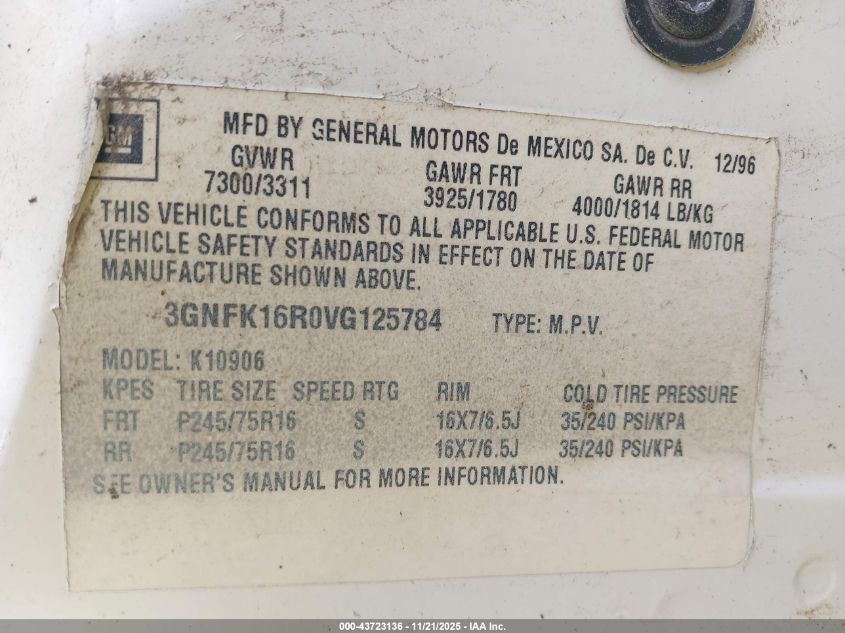 GM
MFD BY GENERAL MOTORS De MEXICO SA. De C.V. 12/96
GVWR GAWR FRT GAWR RR
7300/3311 3925/1780 4000/1814 LB/KG
THIS VEHICLE CONFORMS TO ALL APPLICABLE U.S. FEDERAL MOTOR
VEHICLE SAFETY STANDARDS IN EFFECT ON THE DATE OF
MANUFACTURE SHOWN ABOVE.
3GNFK16R0VG125784 TYPE: M.P.V.
MODEL: K10906
KPES TIRE SIZE SPEED RTG RIM COLD TIRE PRESSURE
FRT P245/75R16 S 16X7/6.5J 35/240 PSI/KPA
RR P245/75R16 S 16X7/6.5J 35/240 PSI/KPA
SEE OWNER'S MANUAL FOR MORE INFORMATION.
000-43723136 - 11/21/2025 - IAA Inc.